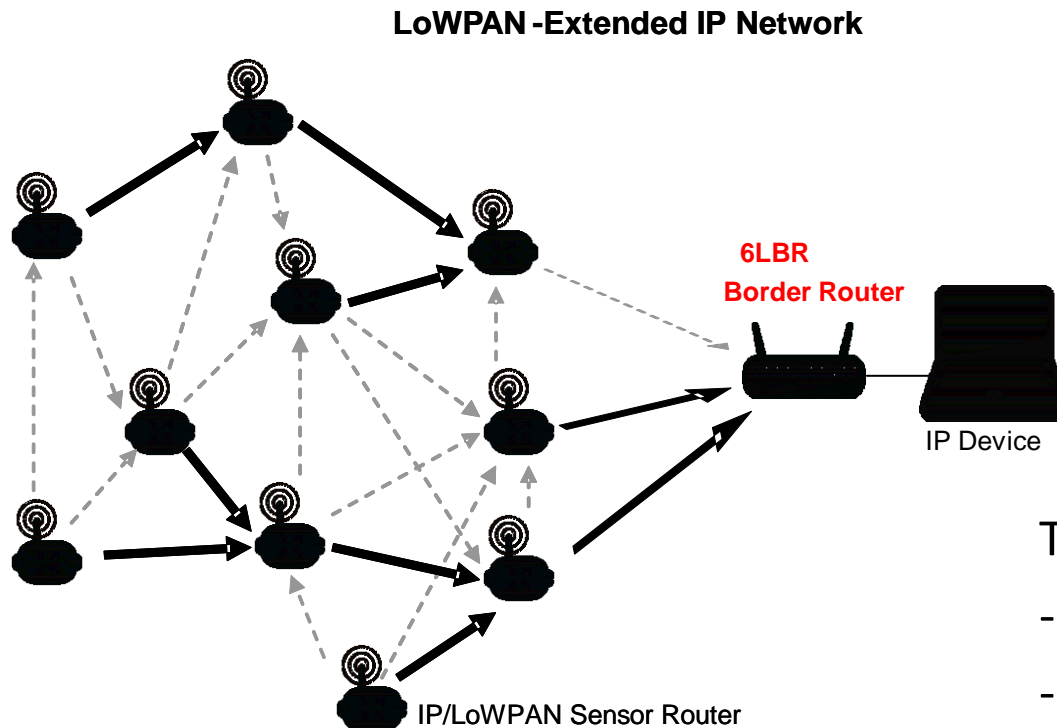 LoWPAN -Extended IP Network
6LBR
Border Router
IP Device
T
-
-
IP/LoWPAN Sensor Router